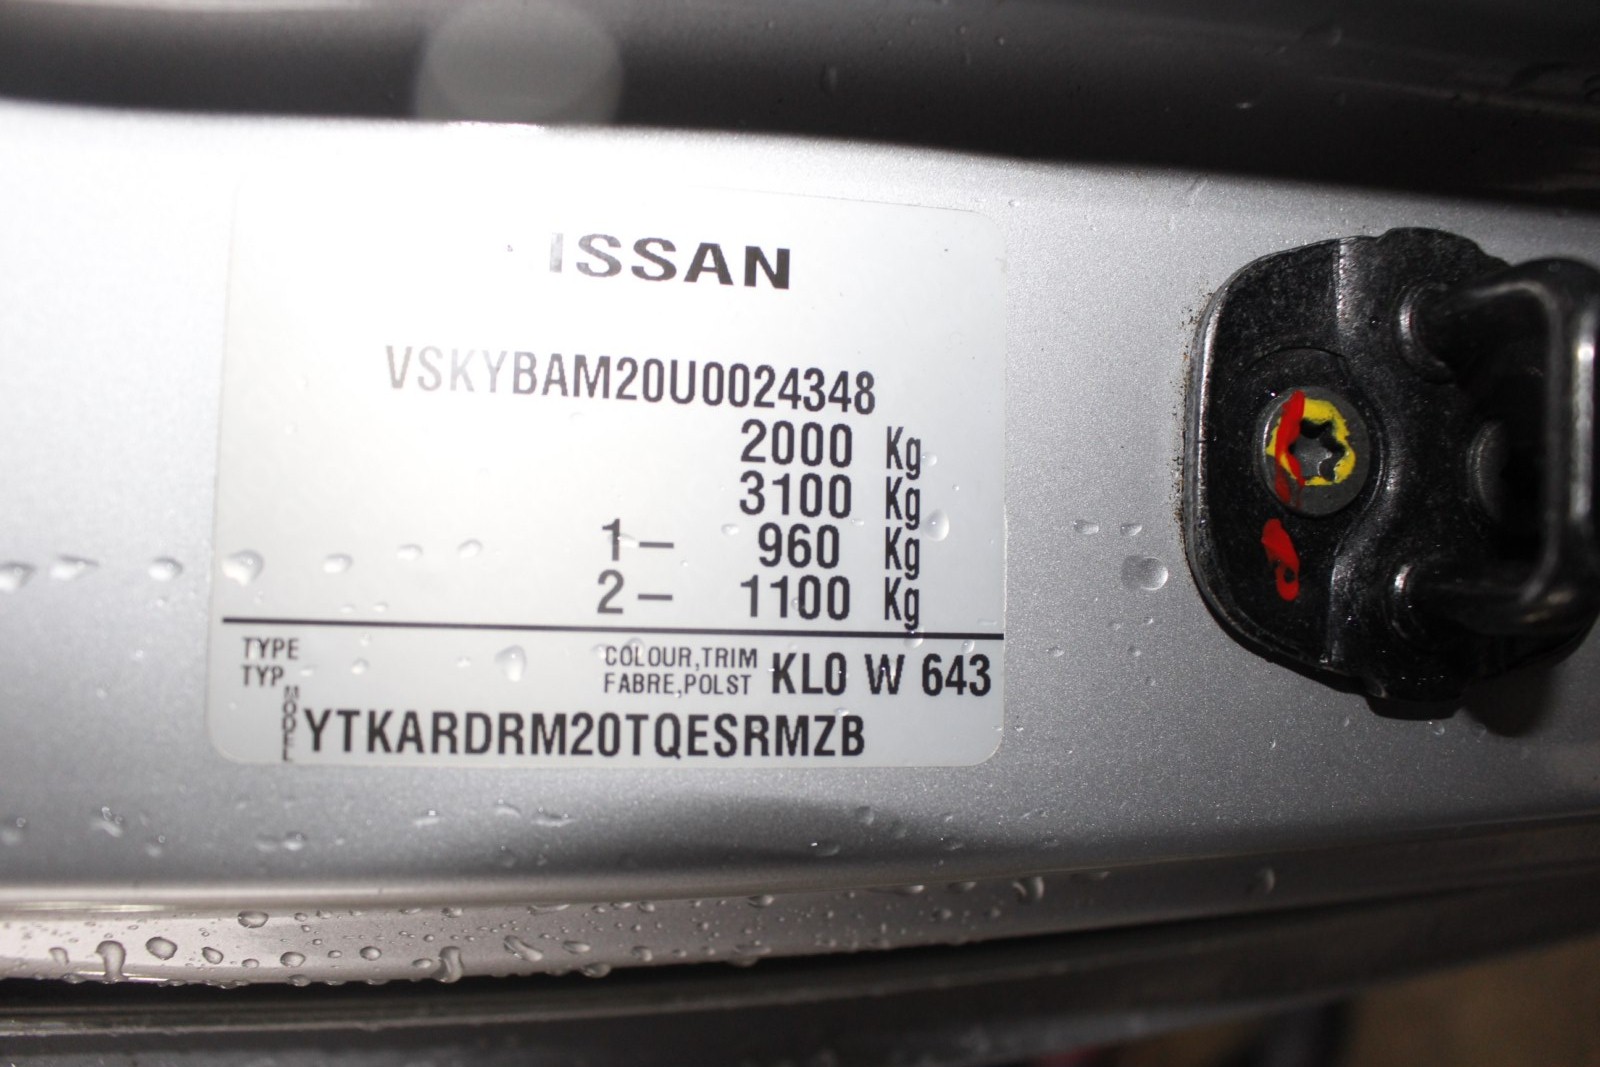 ISSAN
VSKYBAM20U0024348
2000 Kg
3100 Kg
1 – 960 Kg
2 – 1100 Kg
TYPE
TYP
COLOUR,TRIM
FABRE,POLST
KL0 W 643
MODEL
YTKARDRM20TQESRMZB